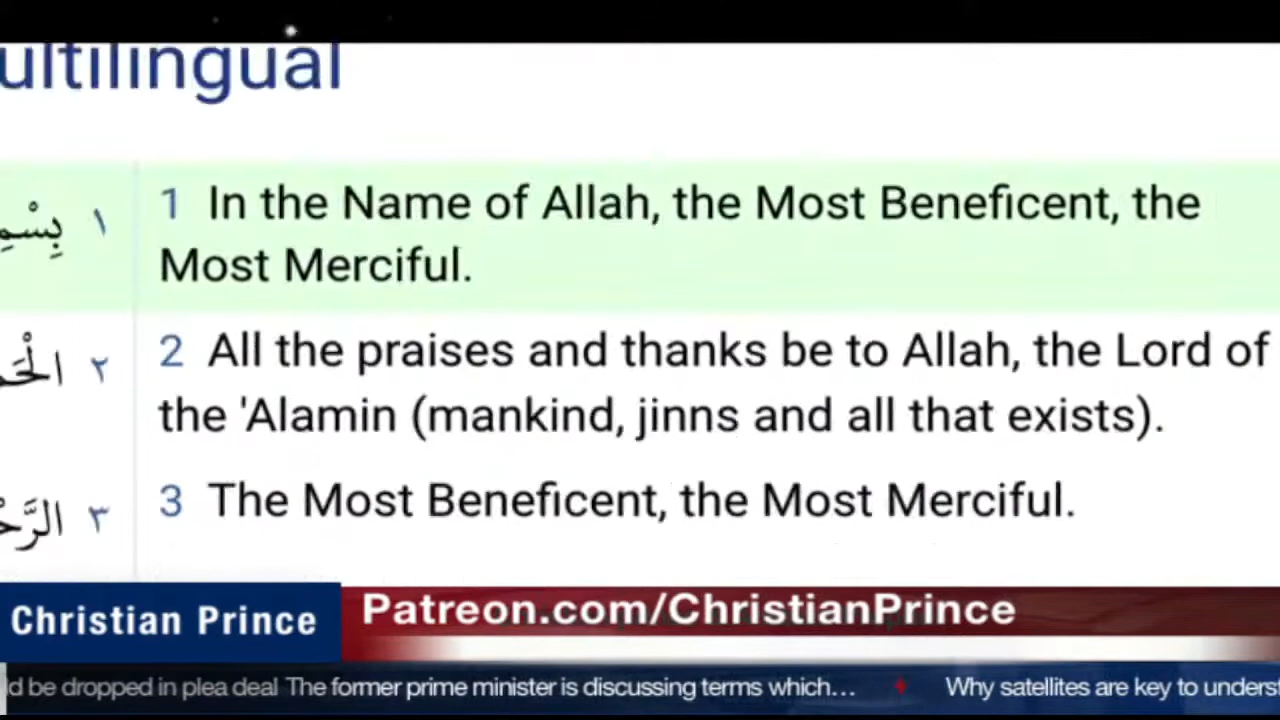 ultilingual
١ بِسْمِ
1 In the Name of Allah, the Most Beneficent, the
Most Merciful.
٢
2 All the praises and thanks be to Allah, the Lord of
the 'Alamin (mankind, jinns and all that exists).
٣
3 The Most Beneficent, the Most Merciful.
Christian Prince
Patreon.com/ChristianPrince
d be dropped in plea deal The former prime minister is discussing terms which... Why satellites are key to underst